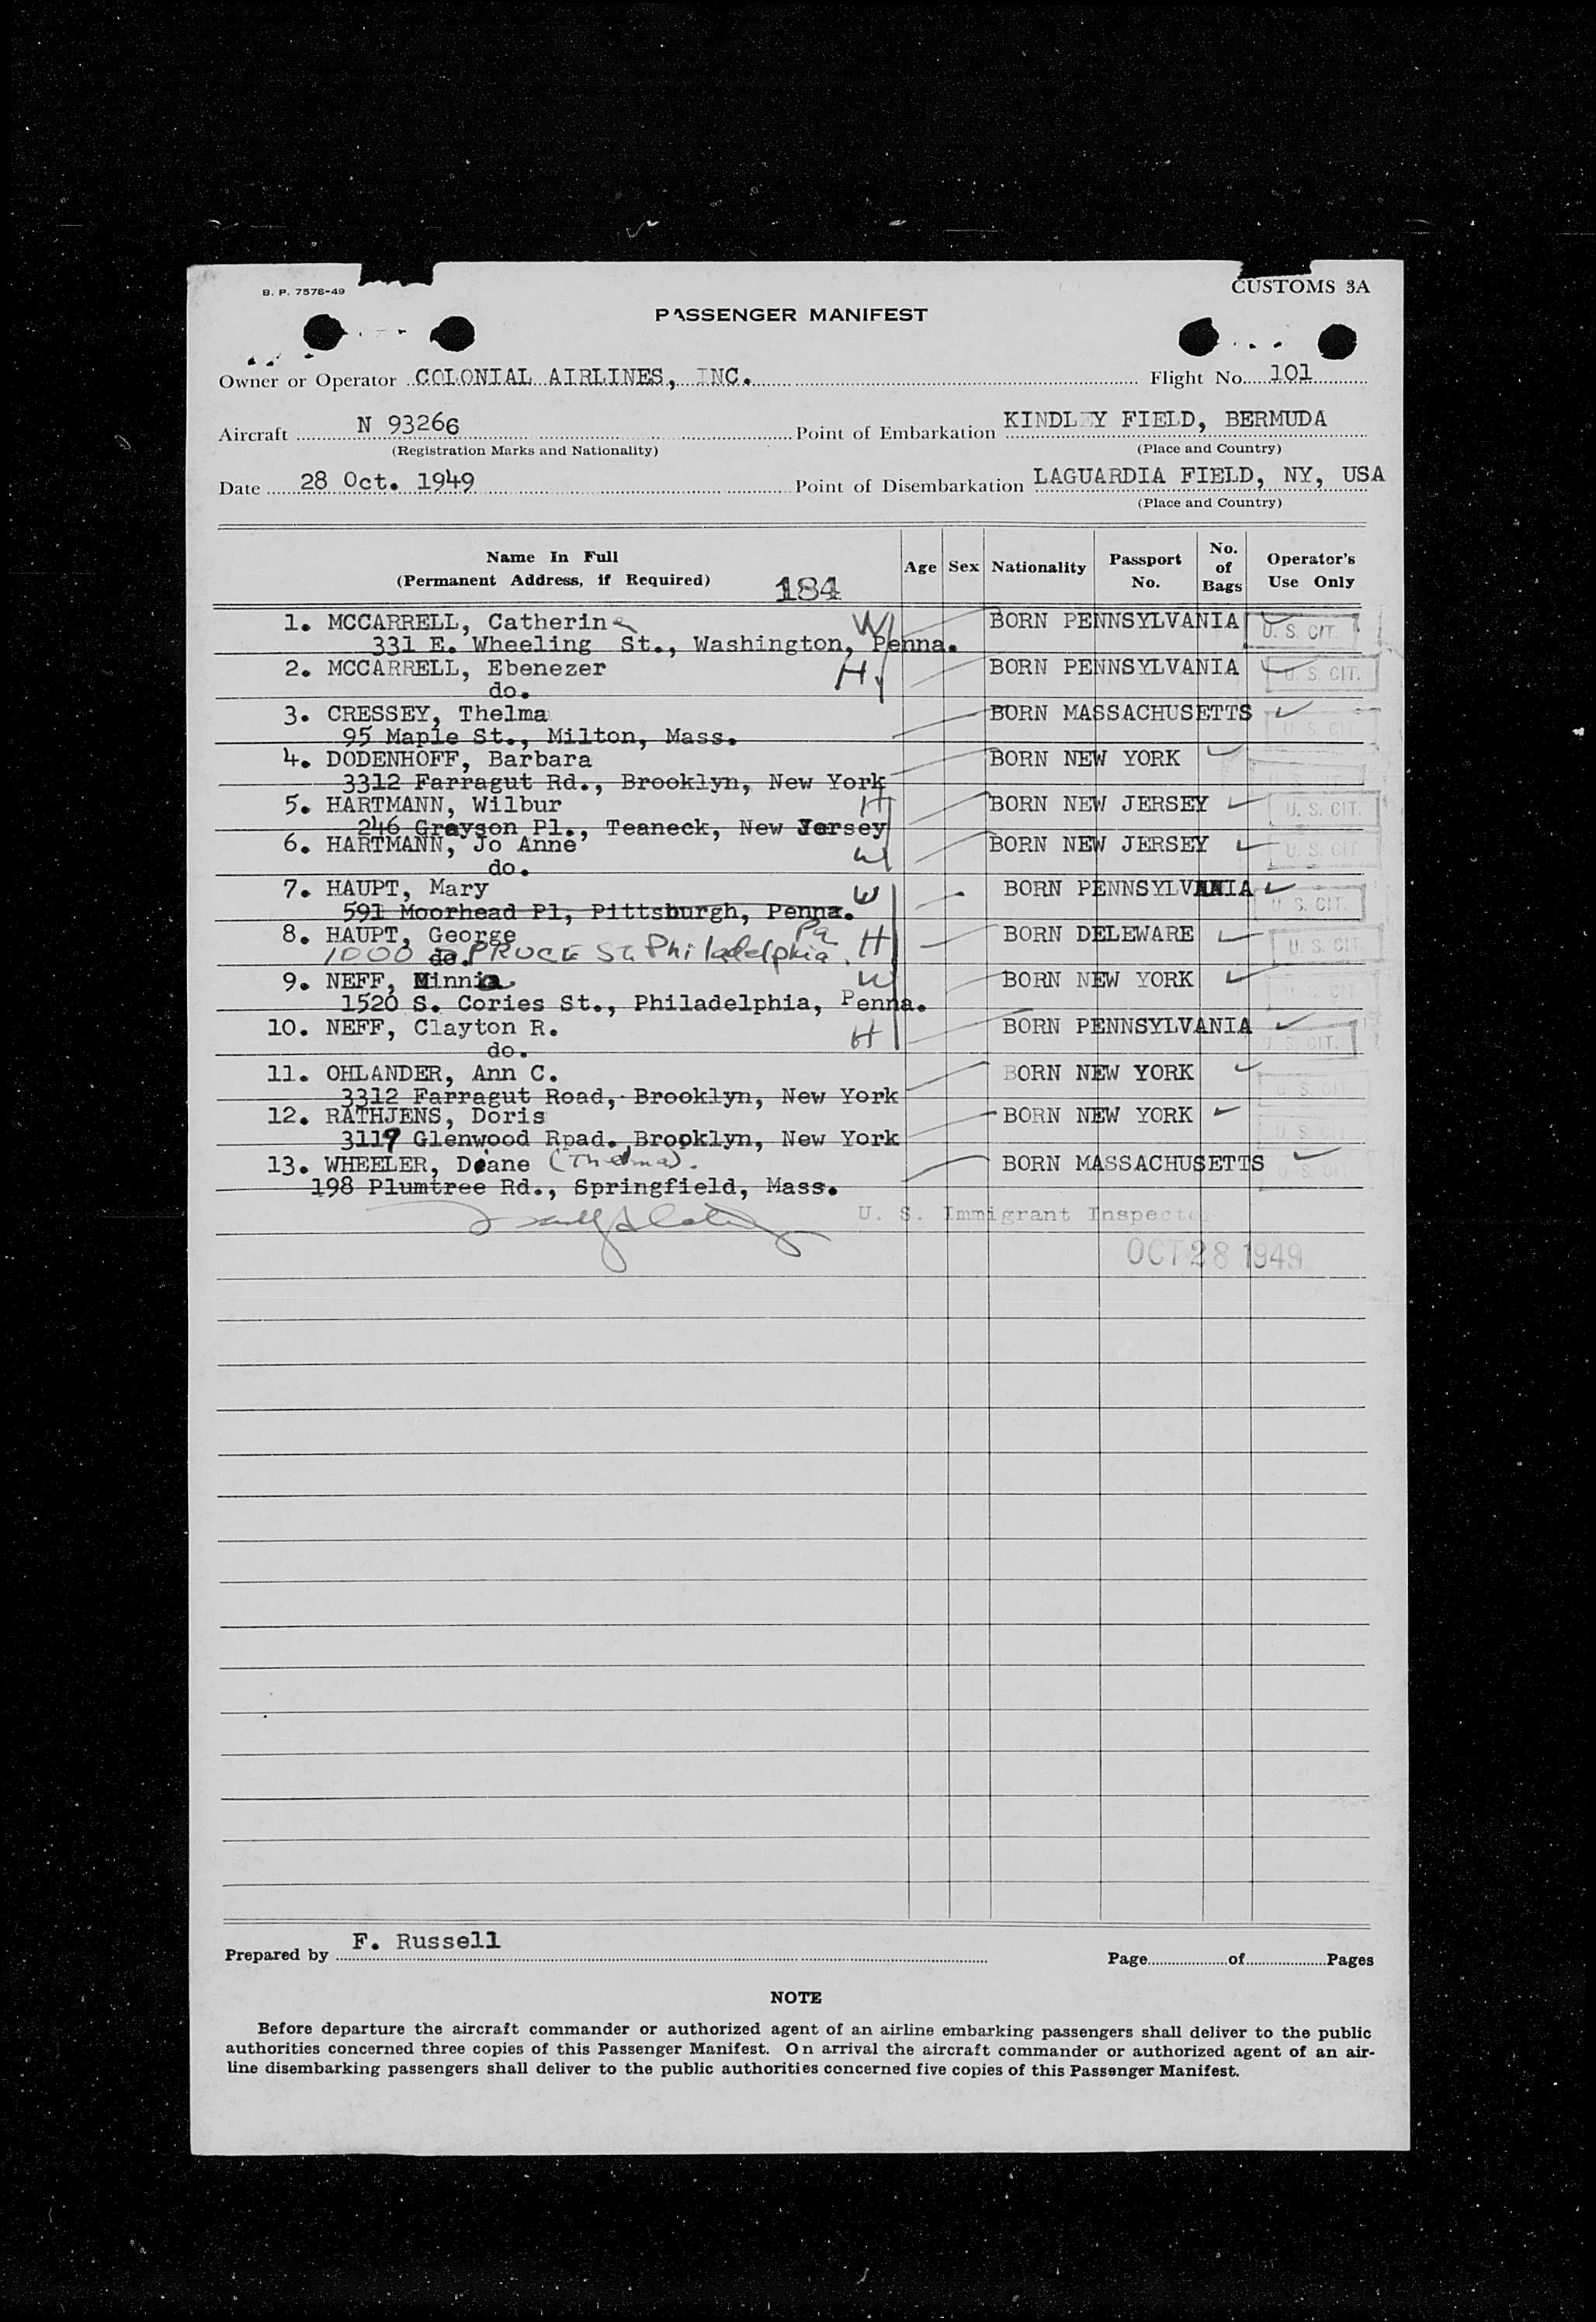 B. P. 7578-49
CUSTOMS 3A
PASSENGER MANIFEST
Owner or Operator COLONIAL AIRLINES, INC. Flight No. 101
Aircraft N 93266 Point of Embarkation KINDLEY FIELD, BERMUDA
(Registration Marks and Nationality) (Place and Country)
Date 28 Oct. 1949 Point of Disembarkation LAGUARDIA FIELD, NY, USA
(Place and Country)
Name In Full (Permanent Address, if Required) 184 Age Sex Nationality Passport No. No. of Bags Operator's Use Only
1. MCCARRELL, Catherine W BORN PENNSYLVANIA U. S. CIT.
331 E. Wheeling St., Washington, Penna.
2. MCCARRELL, Ebenezer H BORN PENNSYLVANIA U. S. CIT.
do.
3. CRESSEY, Thelma BORN MASSACHUSETTS U. S. CIT.
95 Maple St., Milton, Mass.
4. DODENHOFF, Barbara BORN NEW YORK U. S. CIT.
3312 Farragut Rd., Brooklyn, New York
5. HARTMANN, Wilbur H BORN NEW JERSEY U. S. CIT.
246 Grayson Pl., Teaneck, New Jersey
6. HARTMANN, Jo Anne W BORN NEW JERSEY U. S. CIT.
do.
7. HAUPT, Mary W BORN PENNSYLVANIA U. S. CIT.
591 Moorhead Pl, Pittsburgh, Penna.
8. HAUPT, George H BORN DELEWARE U. S. CIT.
1000 do. SPRUCE St Philadelphia Pa
9. NEFF, Minnia W BORN NEW YORK U. S. CIT.
1520 S. Cories St., Philadelphia, Penna.
10. NEFF, Clayton R. H BORN PENNSYLVANIA U. S. CIT.
do.
11. OHLANDER, Ann C. BORN NEW YORK U. S. CIT.
3312 Farragut Road, Brooklyn, New York
12. RATHJENS, Doris BORN NEW YORK U. S.
3119 Glenwood Rpad. Brooklyn, New York
13. WHEELER, Diane (Thelma). BORN MASSACHUSETTS U. S. CIT
198 Plumtree Rd., Springfield, Mass.
U. S. Immigrant Inspector
OCT 28 1949
Prepared by F. Russell Page of Pages
NOTE
Before departure the aircraft commander or authorized agent of an airline embarking passengers shall deliver to the public
authorities concerned three copies of this Passenger Manifest. On arrival the aircraft commander or authorized agent of an air-
line disembarking passengers shall deliver to the public authorities concerned five copies of this Passenger Manifest.